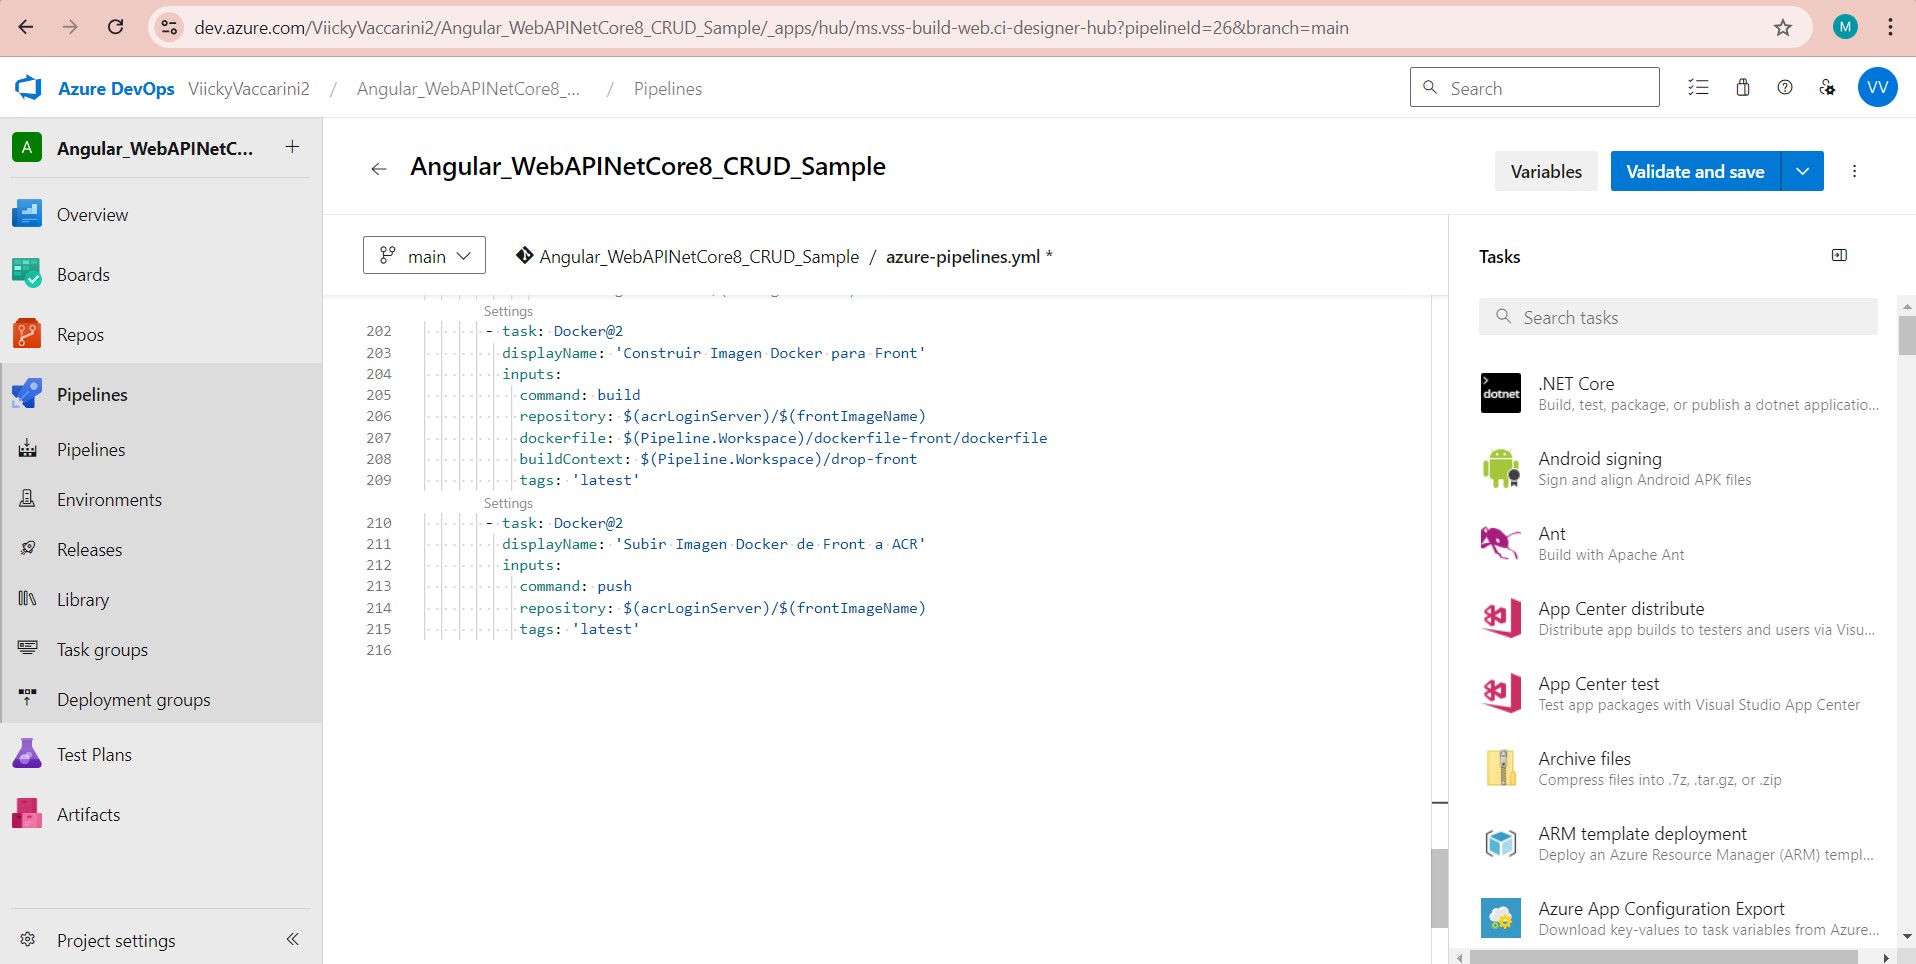 dev.azure.com/ViickyVaccarini2/Angular_WebAPINetCore8_CRUD_Sample/_apps/hub/ms.vss-build-web.ci-designer-hub?pipelineId=26&branch=main
M
Azure DevOps ViickyVaccarini2 / Angular_WebAPINetCore8_... / Pipelines
Search
VV
A Angular_WebAPINetC... +
Overview
Boards
Repos
Pipelines
Pipelines
Environments
Releases
Library
Task groups
Deployment groups
Test Plans
Artifacts
Project settings
Angular_WebAPINetCore8_CRUD_Sample
Variables
Validate and save
main
Angular_WebAPINetCore8_CRUD_Sample / azure-pipelines.yml *
Settings
202 - task: Docker@2
203 displayName: 'Construir Imagen Docker para Front'
204 inputs:
205 command: build
206 repository: $(acrLoginServer)/$(frontImageName)
207 dockerfile: $(Pipeline.Workspace)/dockerfile-front/dockerfile
208 buildContext: $(Pipeline.Workspace)/drop-front
209 tags: 'latest'
Settings
210 - task: Docker@2
211 displayName: 'Subir Imagen Docker de Front a ACR'
212 inputs:
213 command: push
214 repository: $(acrLoginServer)/$(frontImageName)
215 tags: 'latest'
216
Tasks
Search tasks
dotnet
.NET Core
Build, test, package, or publish a dotnet applicatio...
Android signing
Sign and align Android APK files
Ant
Build with Apache Ant
App Center distribute
Distribute app builds to testers and users via Visu...
App Center test
Test app packages with Visual Studio App Center
Archive files
Compress files into .7z, .tar.gz, or .zip
ARM template deployment
Deploy an Azure Resource Manager (ARM) templ...
Azure App Configuration Export
Download key-values to task variables from Azure...